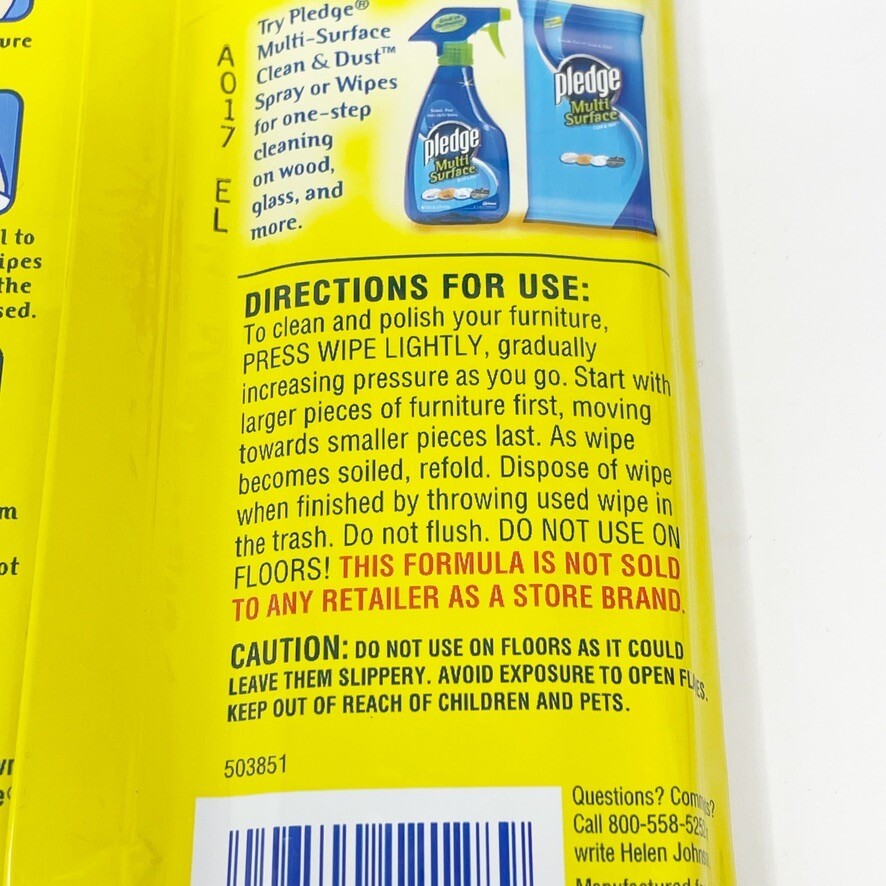 ure
l to
ipes
the
sed.
m
ot
A017 EL
Try Pledge®
Multi-Surface
Clean & Dust™
Spray or Wipes
for one-step
cleaning
on wood,
glass, and
more.
pledge
Multi
Surface
pledge
Multi
Surface
DIRECTIONS FOR USE:
To clean and polish your furniture,
PRESS WIPE LIGHTLY, gradually
increasing pressure as you go. Start with
larger pieces of furniture first, moving
towards smaller pieces last. As wipe
becomes soiled, refold. Dispose of wipe
when finished by throwing used wipe in
the trash. Do not flush. DO NOT USE ON
FLOORS! THIS FORMULA IS NOT SOLD
TO ANY RETAILER AS A STORE BRAND.
CAUTION: DO NOT USE ON FLOORS AS IT COULD
LEAVE THEM SLIPPERY. AVOID EXPOSURE TO OPEN
KEEP OUT OF REACH OF CHILDREN AND PETS.
503851
Questions?
Call 800-558-525
write Helen
Manufactured